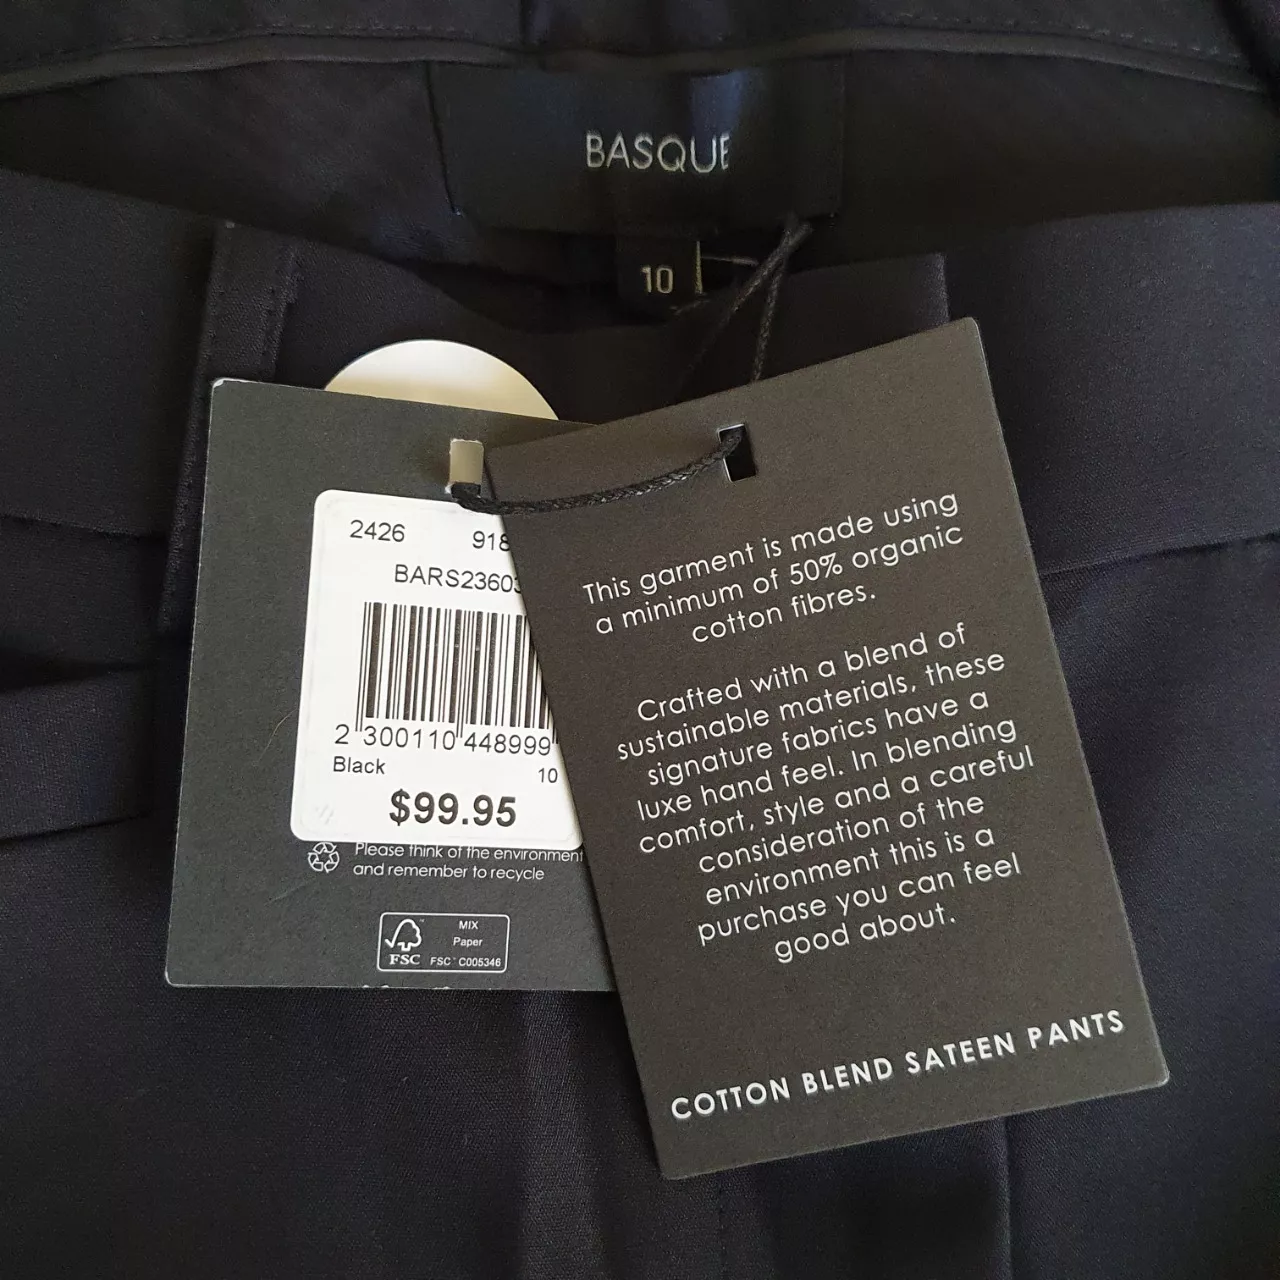 BASQUE
10
2426 918
BARS23603
2 300110 448999
Black 10
$99.95
Please think of the environment
and remember to recycle
FSC
MIX
Paper
FSC® C005346
This garment is made using
a minimum of 50% organic
cotton fibres.
Crafted with a blend of
sustainable materials, these
signature fabrics have a
luxe hand feel. In blending
comfort, style and a careful
consideration of the
environment this is a
purchase you can feel
good about.
COTTON BLEND SATEEN PANTS